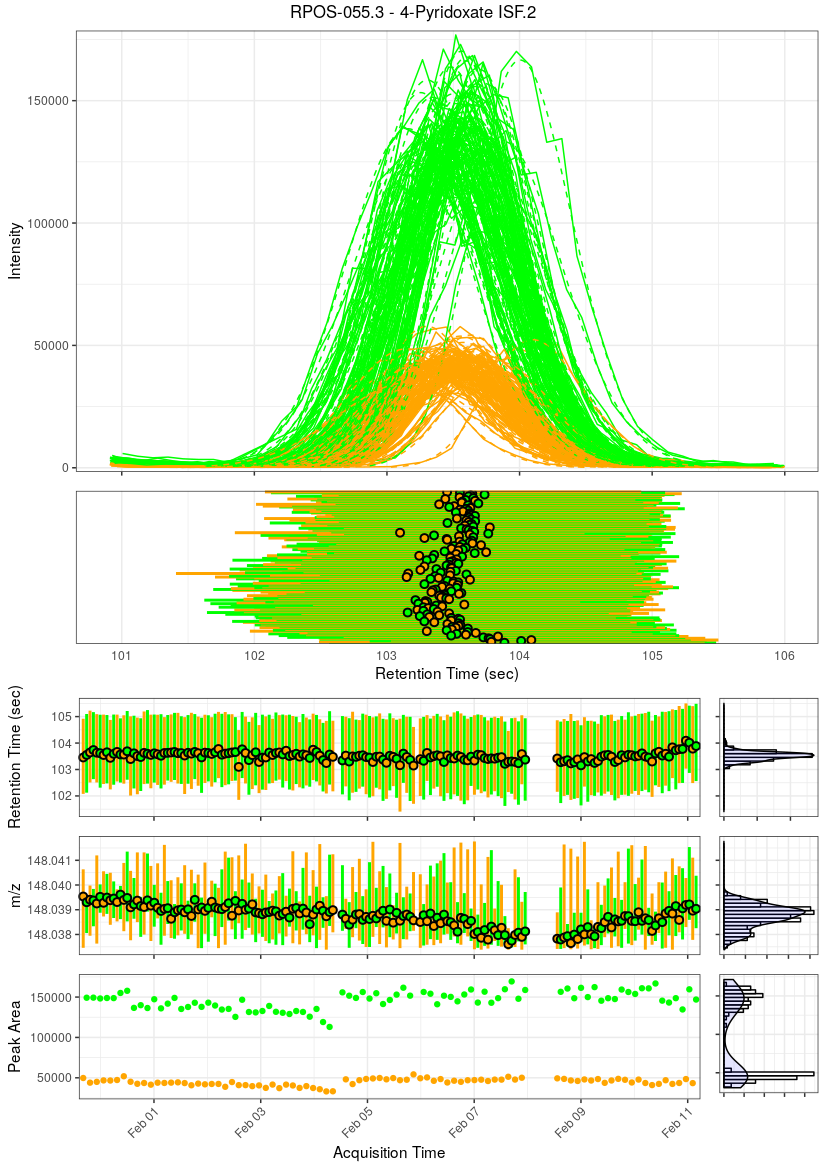 RPOS-055.3 - 4-Pyridoxate ISF.2
150000
100000
50000
0
Intensity
101 102 103 104 105 106
Retention Time (sec)
105
104
103
102
Retention Time (sec)
148.041
148.040
148.039
148.038
m/z
150000
100000
50000
Peak Area
Feb 01 Feb 03 Feb 05 Feb 07 Feb 09 Feb 11
Acquisition Time